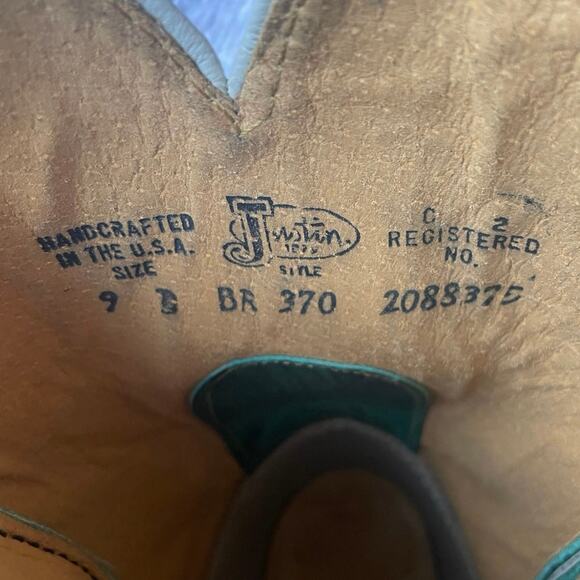 HANDCRAFTED
IN THE U.S.A.
SIZE
9 B
Justin
1879
STYLE
BR 370
C 2
REGISTERED
NO.
2088375